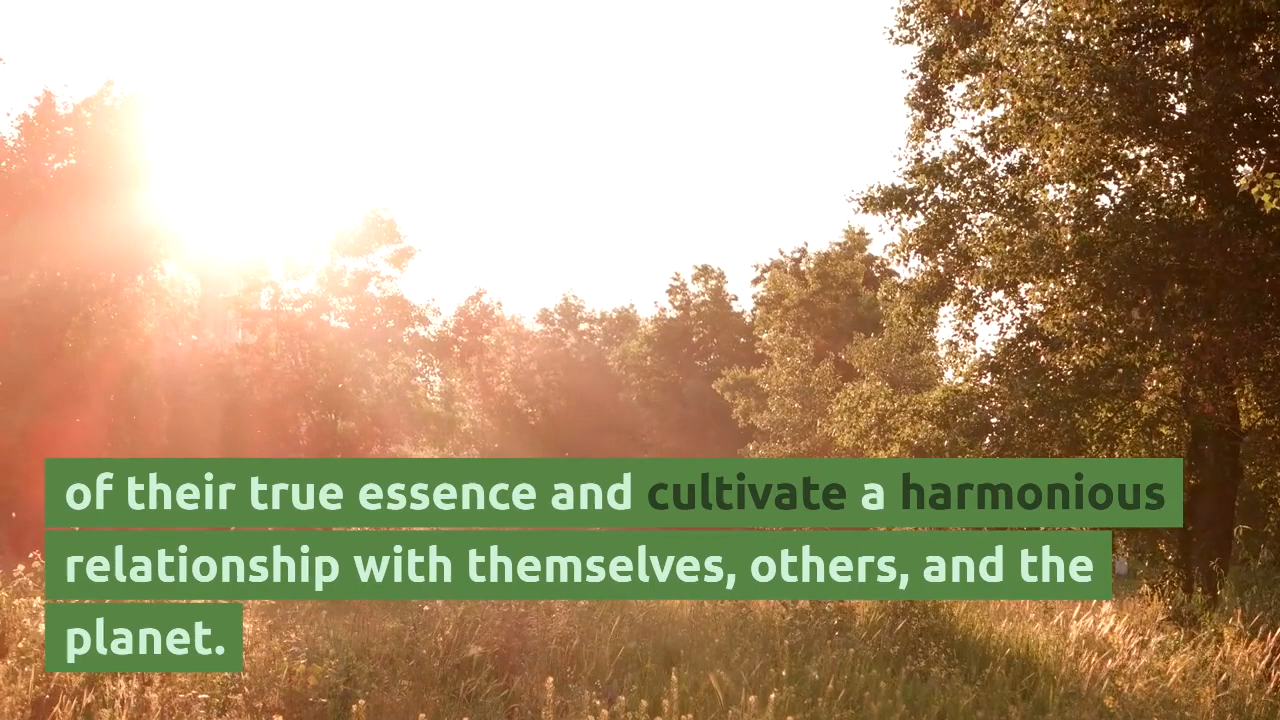 of their true essence and cultivate a harmonious
relationship with themselves, others, and the
planet.